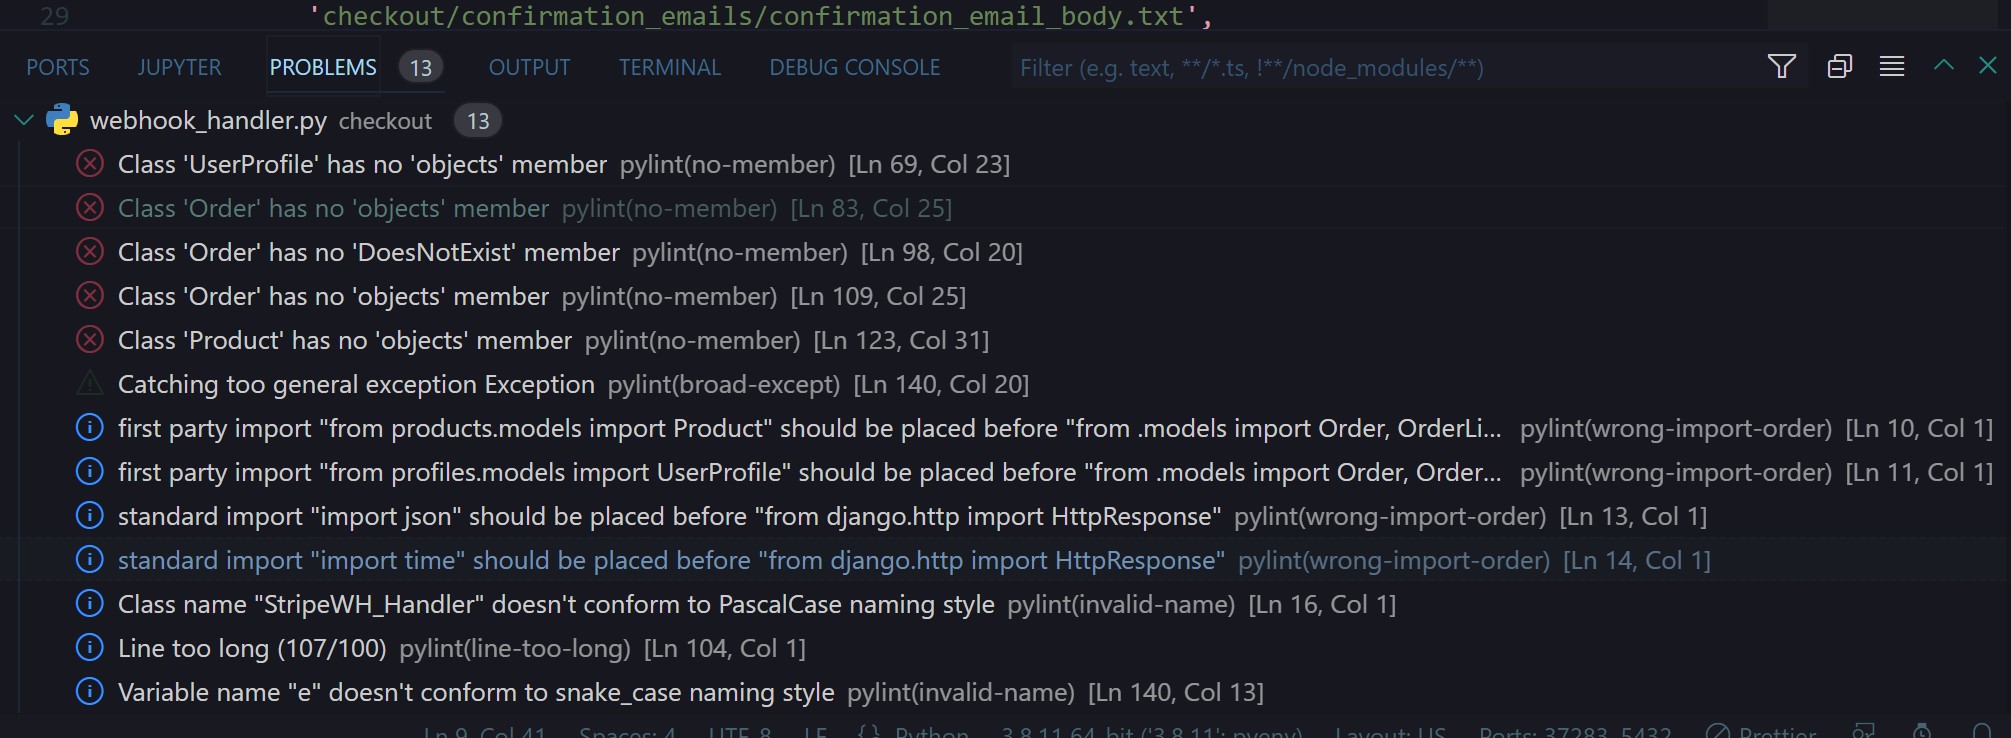 29 'checkout/confirmation_emails/confirmation_email_body.txt',
PORTS JUPYTER PROBLEMS 13 OUTPUT TERMINAL DEBUG CONSOLE Filter (e.g. text, **/*.ts, !**/node_modules/**)
webhook_handler.py checkout 13
Class 'UserProfile' has no 'objects' member pylint(no-member) [Ln 69, Col 23]
Class 'Order' has no 'objects' member pylint(no-member) [Ln 83, Col 25]
Class 'Order' has no 'DoesNotExist' member pylint(no-member) [Ln 98, Col 20]
Class 'Order' has no 'objects' member pylint(no-member) [Ln 109, Col 25]
Class 'Product' has no 'objects' member pylint(no-member) [Ln 123, Col 31]
Catching too general exception Exception pylint(broad-except) [Ln 140, Col 20]
first party import "from products.models import Product" should be placed before "from .models import Order, OrderLi... pylint(wrong-import-order) [Ln 10, Col 1]
first party import "from profiles.models import UserProfile" should be placed before "from .models import Order, Order... pylint(wrong-import-order) [Ln 11, Col 1]
standard import "import json" should be placed before "from django.http import HttpResponse" pylint(wrong-import-order) [Ln 13, Col 1]
standard import "import time" should be placed before "from django.http import HttpResponse" pylint(wrong-import-order) [Ln 14, Col 1]
Class name "StripeWH_Handler" doesn't conform to PascalCase naming style pylint(invalid-name) [Ln 16, Col 1]
Line too long (107/100) pylint(line-too-long) [Ln 104, Col 1]
Variable name "e" doesn't conform to snake_case naming style pylint(invalid-name) [Ln 140, Col 13]
Ln 9, Col 41 Spaces: 4 UTF-8 LF {} Python 3.8.11 64-bit ('3.8.11': pyenv) Layout: US Ports: 37283, 5432 Prettier